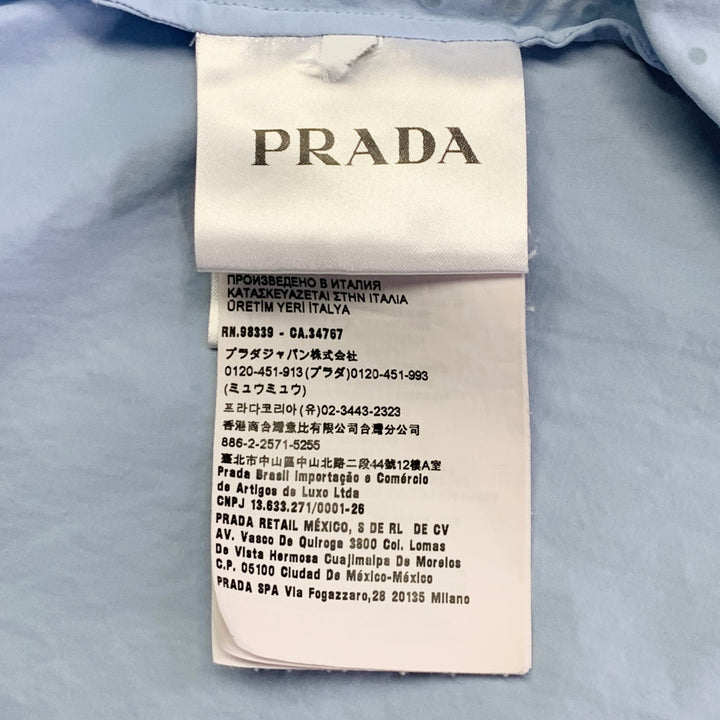 PRADA
ПРОИЗВЕДЕНО В ИТАЛИЯ
ΚΑΤΑΣΚΕΥΑΖΕΤΑΙ ΣΤΗΝ ΙΤΑΛΙΑ
ÜRETİM YERİ İTALYA
RN.98339 - CA.34767
プラダジャパン株式会社
0120-451-913(プラダ)0120-451-993
(ミュウミュウ)
프라다코리아(유)02-3443-2323
香港商台灣意比有限公司台灣分公司
886-2-2571-5255
臺北市中山區中山北路二段44號12樓A室
Prada Brasil Importação e Comércio
de Artigos de Luxo Ltda
CNPJ 13.633.271/0001-26
PRADA RETAIL MÉXICO, S DE RL DE CV
AV. Vasco De Quiroga 3800 Col. Lomas
De Vista Hermosa Cuajimalpa De Morelos
C.P. 05100 Ciudad De México-México
PRADA SPA Via Fogazzaro,28 20135 Milano